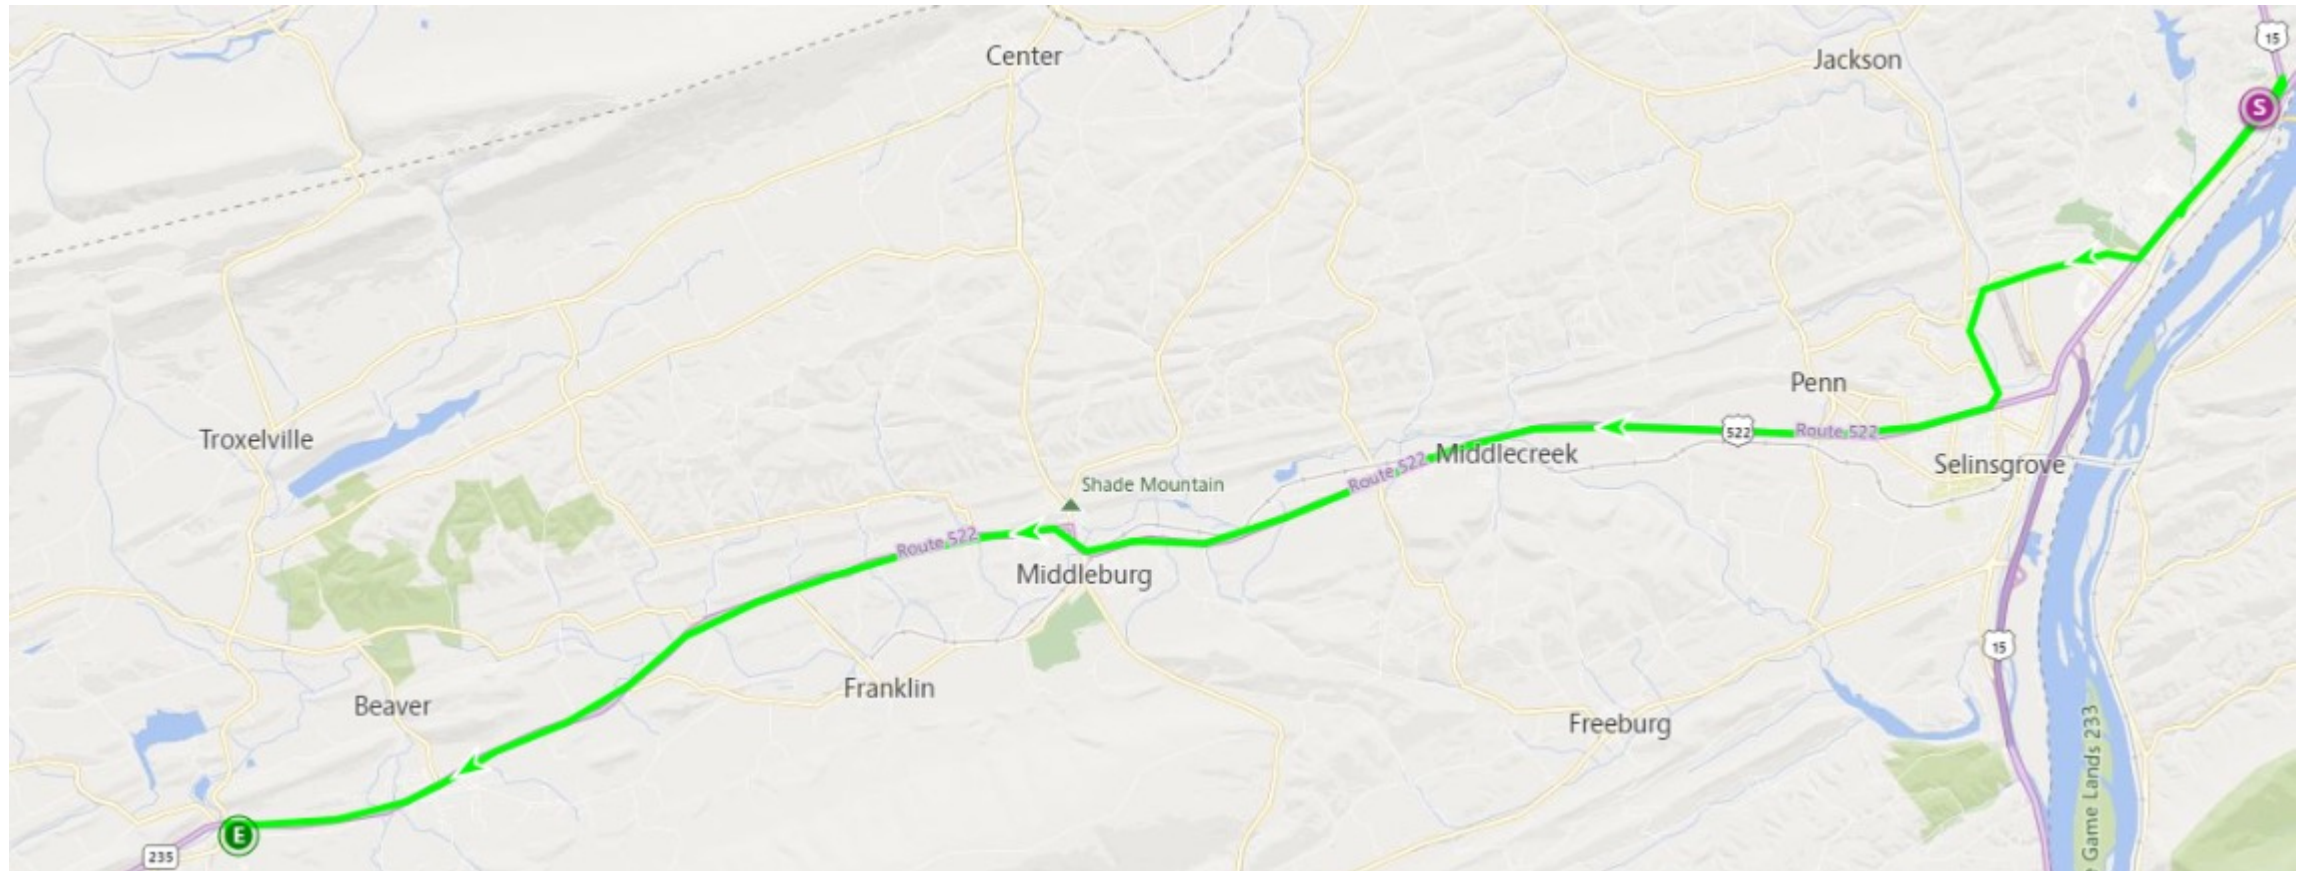 Center
Jackson
15
S
Troxelville
Penn
522
Route 522
Route 522
Middlecreek
Selinsgrove
Shade Mountain
Route 522
Middleburg
15
Franklin
Beaver
Freeburg
Game Lands 233
E
235